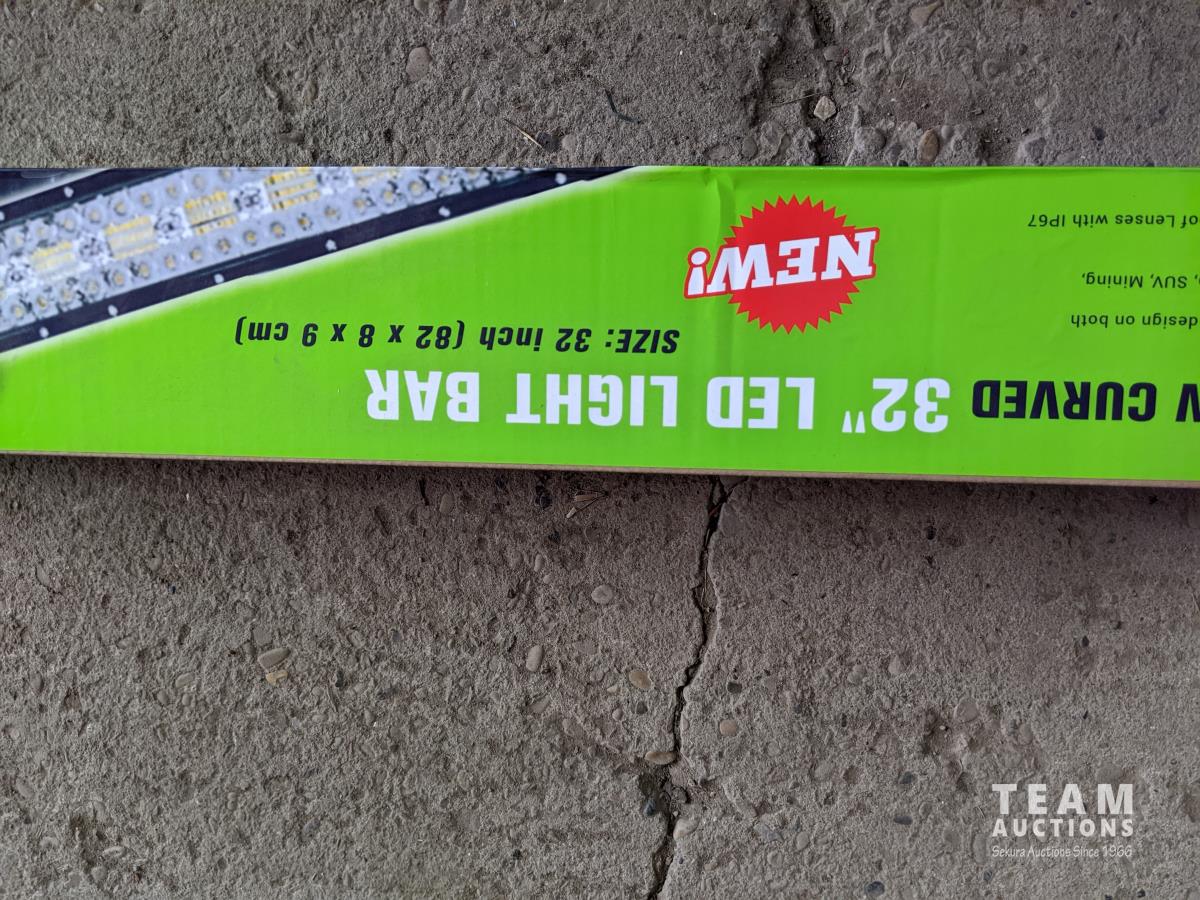 W CURVED 32" LED LIGHT BAR
SIZE: 32 inch (82 x 8 x 9 cm)
design on both
SUV, Mining,
of Lenses with IP67
NEW!
TEAM
AUCTIONS
Sekura Auctions Since 1966